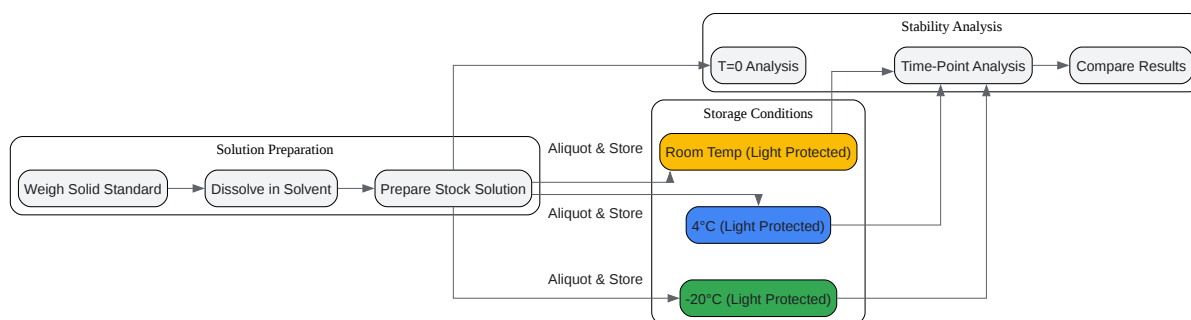 Stability Analysis
T=0 Analysis
Time-Point Analysis
Compare Results
Storage Conditions
Solution Preparation
Aliquot & Store
Room Temp (Light Protected)
Weigh Solid Standard
Dissolve in Solvent
Prepare Stock Solution
Aliquot & Store
4°C (Light Protected)
Aliquot & Store
-20°C (Light Protected)